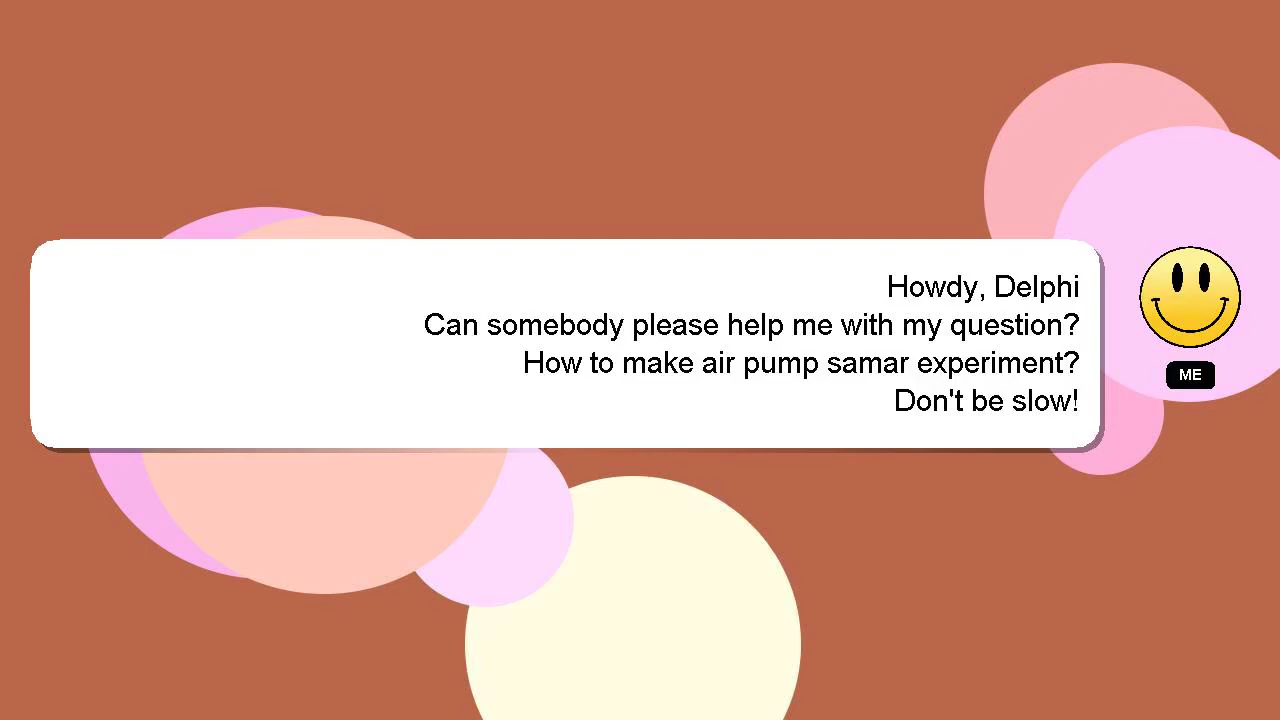 Howdy, Delphi
Can somebody please help me with my question?
How to make air pump samar experiment?
Don't be slow!
ME